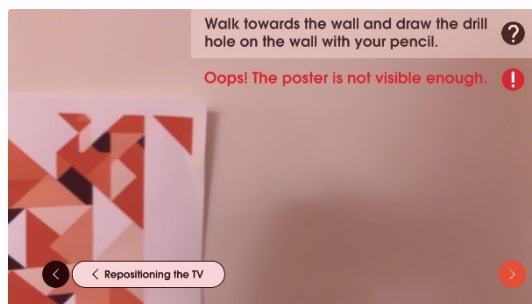 Walk towards the wall and draw the drill
hole on the wall with your pencil.
Oops! The poster is not visible enough.
Repositioning the TV